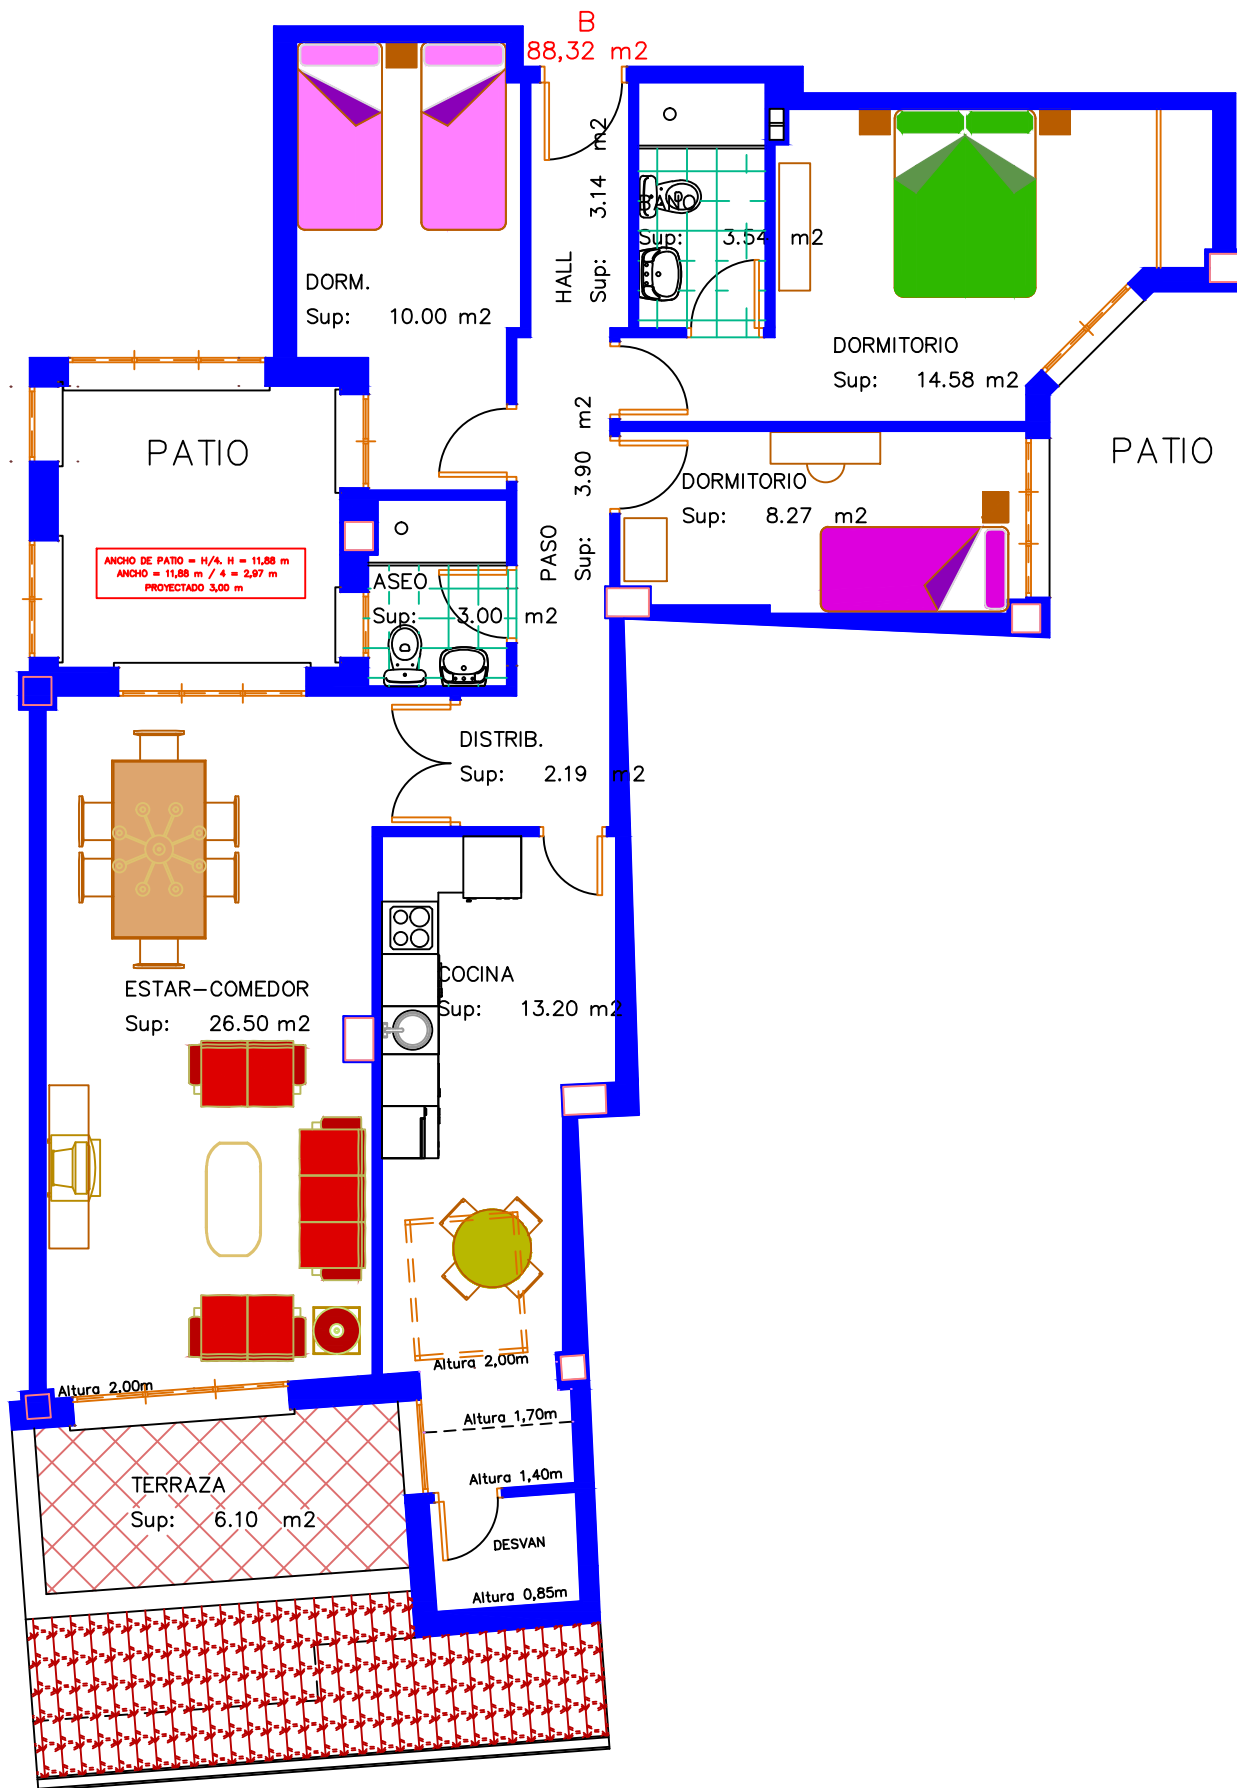 B
88,32 m2
HALL
Sup: 3.14 m2
BAÑO
Sup: 3.54 m2
DORM.
Sup: 10.00 m2
DORMITORIO
Sup: 14.58 m2
PATIO
PATIO
PASO
Sup: 3.90 m2
DORMITORIO
Sup: 8.27 m2
ANCHO DE PATIO = H/4. H = 11,88 m
ANCHO = 11,88 m / 4 = 2,97 m
PROYECTADO 3,00 m
ASEO
Sup: 3.00 m2
DISTRIB.
Sup: 2.19 m2
ESTAR-COMEDOR
Sup: 26.50 m2
COCINA
Sup: 13.20 m2
Altura 2,00m
Altura 2,00m
Altura 1,70m
Altura 1,40m
TERRAZA
Sup: 6.10 m2
DESVAN
Altura 0,85m